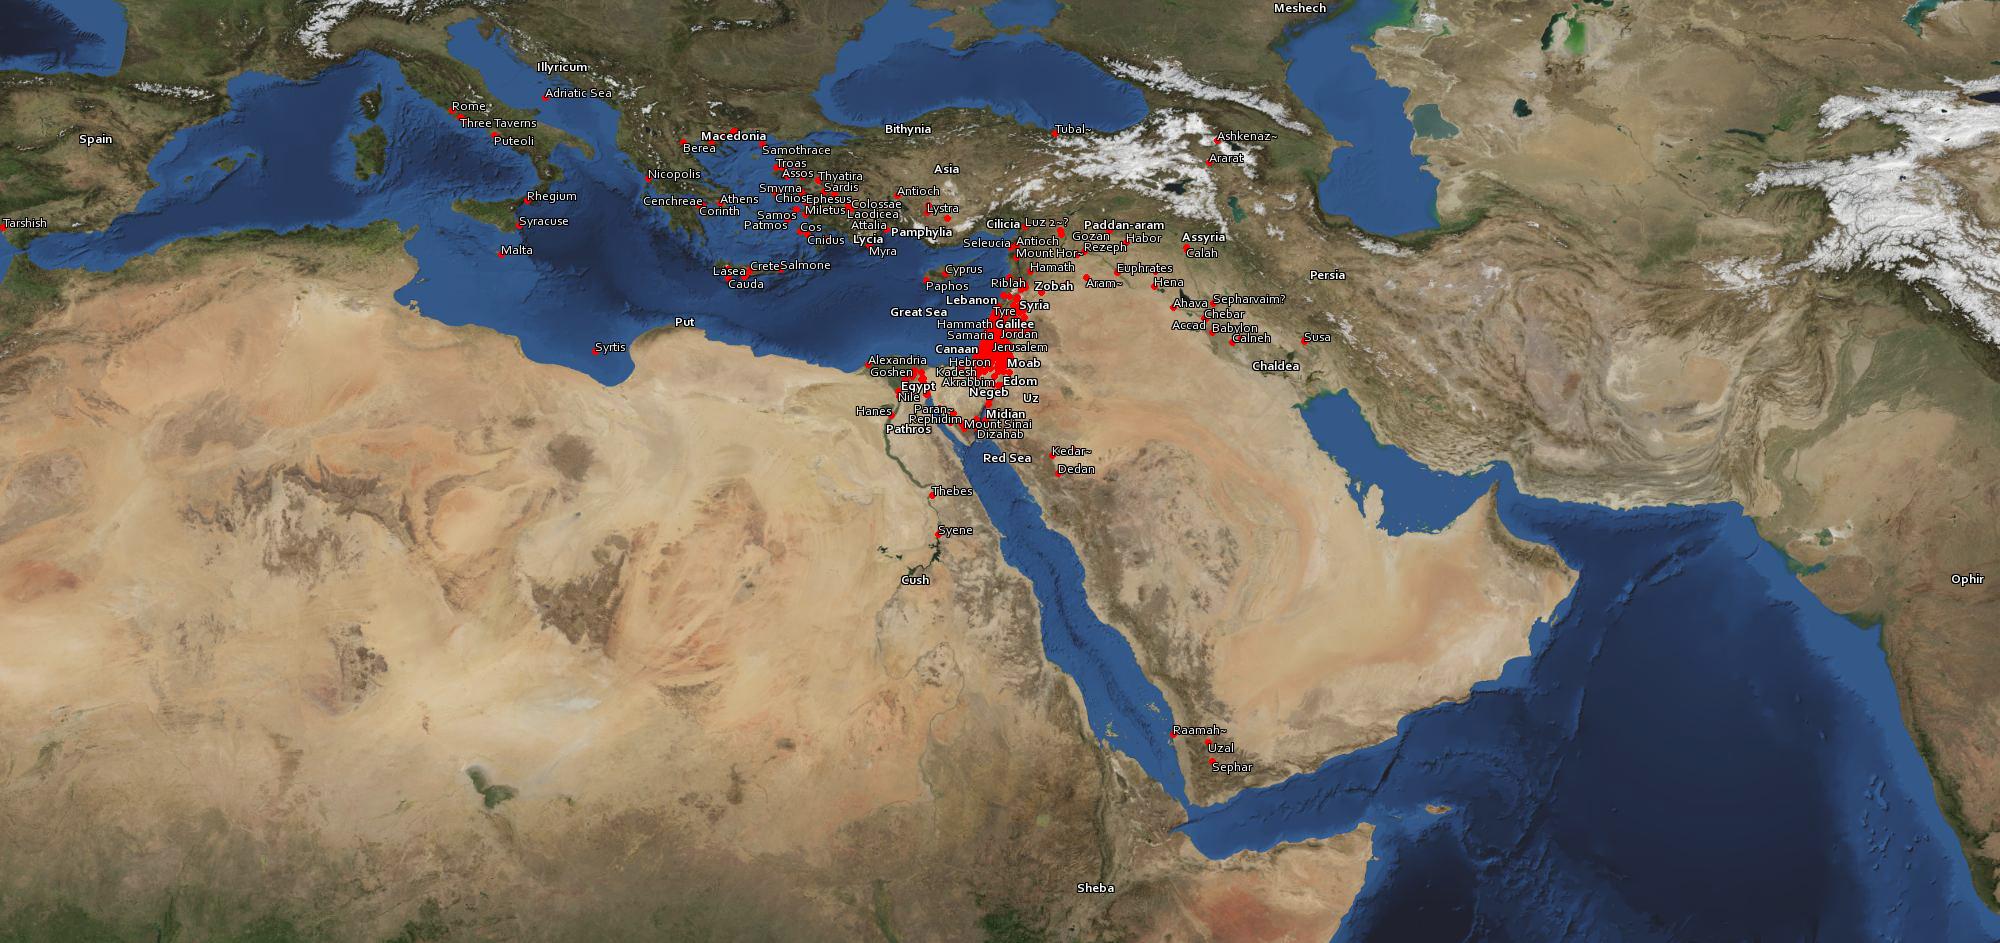 Meshech
Illyricum
Adriatic Sea
Rome
Three Taverns
Puteoli
Spain
Macedonia
Berea
Samothrace
Bithynia
Tubal~
Ashkenaz~
Ararat
Troas
Assos
Thyatira
Asia
Nicopolis
Smyrna
Sardis
Antioch
Rhegium
Cenchreae
Athens
Chios
Ephesus
Colossae
Corinth
Miletus
Laodicea
Lystra
Samos
Patmos
Attalia
Tarshish
Syracuse
Cos
Cnidus
Lycia
Pamphylia
Myra
Cilicia
Luz 2~?
Paddan-aram
Malta
Seleucia
Antioch
Gozan
Habor
Assyria
Mount Hor~
Rezeph
Calah
Lasea
Crete
Salmone
Cauda
Cyprus
Hamath
Euphrates
Persia
Paphos
Riblah
Zobah
Aram~
Hena
Lebanon
Syria
Ahava
Sepharvaim?
Great Sea
Tyre
Chebar
Put
Hammath
Galilee
Accad
Babylon
Samaria
Jordan
Calneh
Susa
Syrtis
Canaan
Jerusalem
Alexandria
Hebron
Moab
Chaldea
Goshen
Kadesh
Egypt
Akrabbim
Edom
Nile
Negeb
Uz
Hanes
Paran~
Midian
Rephidim
Mount Sinai
Pathros
Dizahab
Red Sea
Kedar~
Dedan
Thebes
Syene
Cush
Ophir
Raamah~
Uzal
Sephar
Sheba